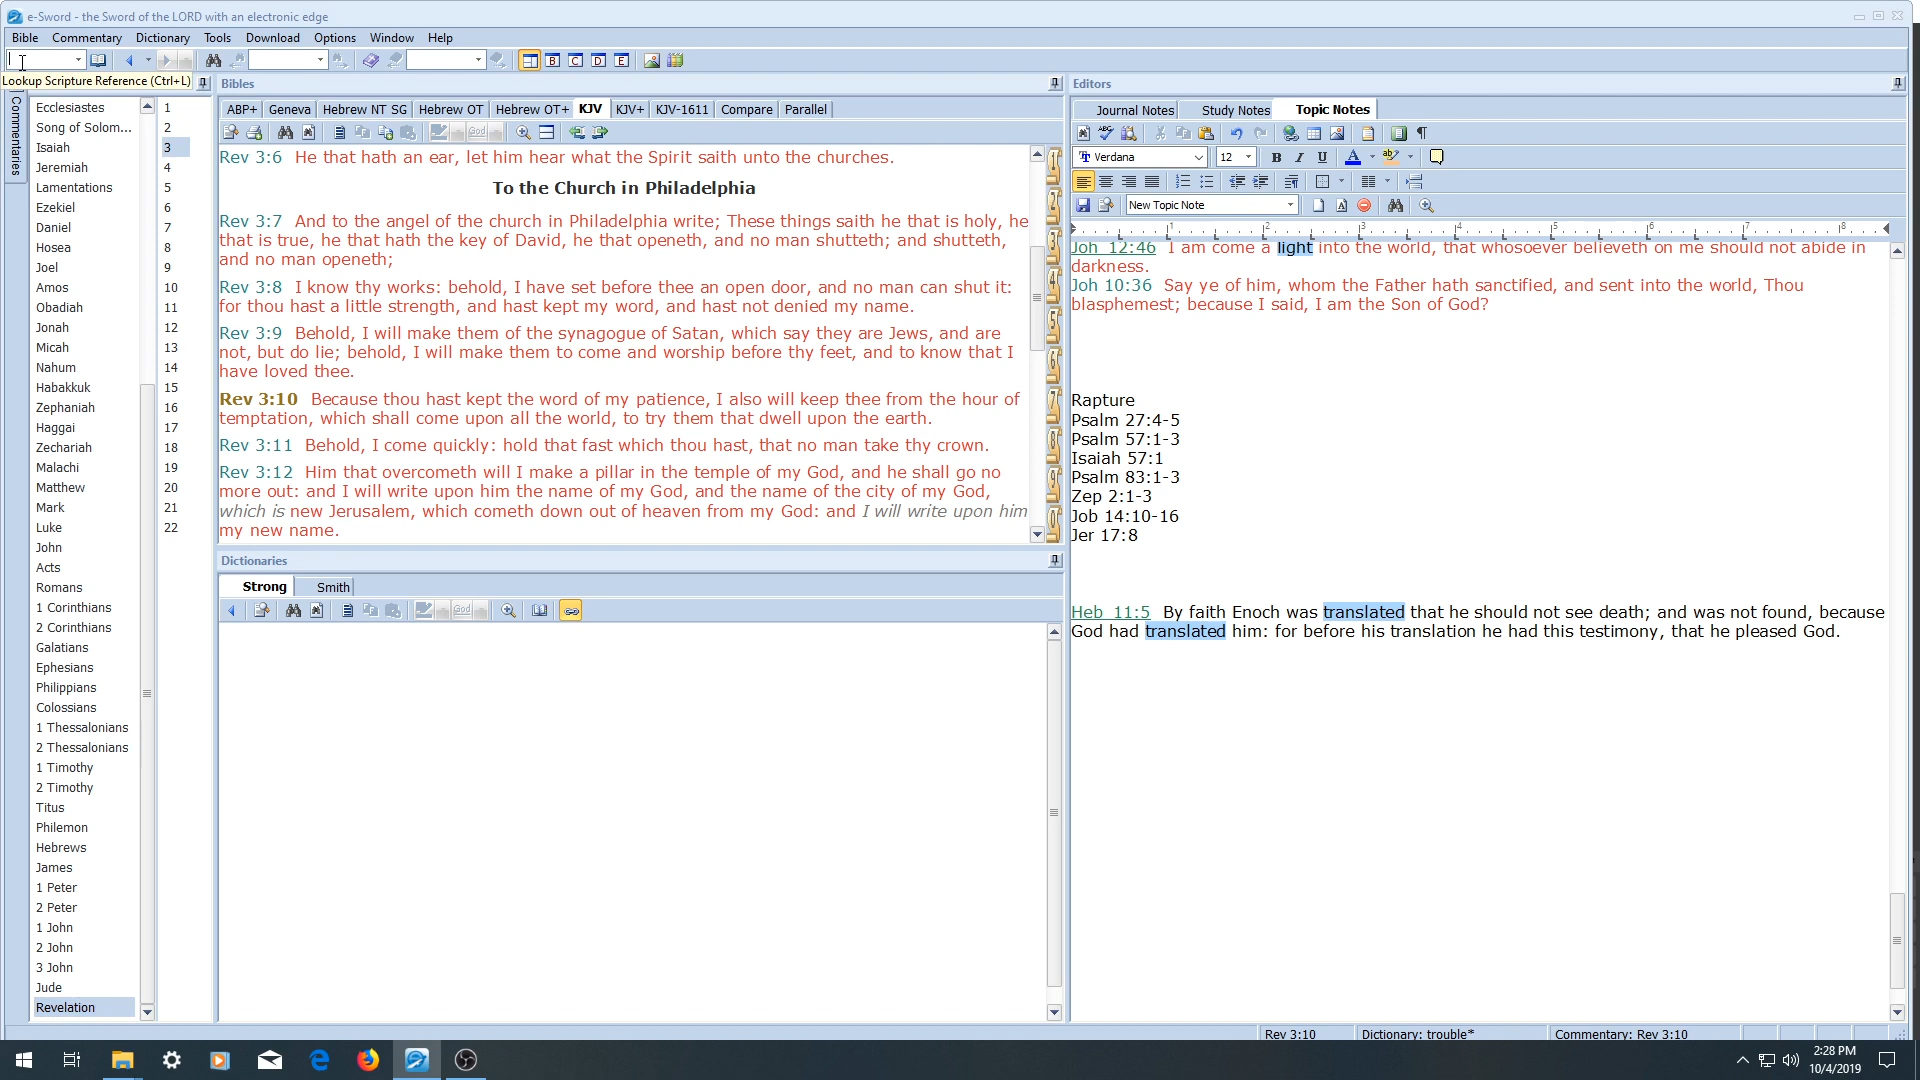 e-Sword - the Sword of the LORD with an electronic edge
Bible Commentary Dictionary Tools Download Options Window Help
B C D E
Lookup Scripture Reference (Ctrl+L)
Commentaries
Ecclesiastes
Song of Solom...
Isaiah
Jeremiah
Lamentations
Ezekiel
Daniel
Hosea
Joel
Amos
Obadiah
Jonah
Micah
Nahum
Habakkuk
Zephaniah
Haggai
Zechariah
Malachi
Matthew
Mark
Luke
John
Acts
Romans
1 Corinthians
2 Corinthians
Galatians
Ephesians
Philippians
Colossians
1 Thessalonians
2 Thessalonians
1 Timothy
2 Timothy
Titus
Philemon
Hebrews
James
1 Peter
2 Peter
1 John
2 John
3 John
Jude
Revelation
1
2
3
4
5
6
7
8
9
10
11
12
13
14
15
16
17
18
19
20
21
22
Bibles
ABP+ Geneva Hebrew NT SG Hebrew OT Hebrew OT+ KJV KJV+ KJV-1611 Compare Parallel
God
Rev 3:6 He that hath an ear, let him hear what the Spirit saith unto the churches.
To the Church in Philadelphia
Rev 3:7 And to the angel of the church in Philadelphia write; These things saith he that is holy, he
that is true, he that hath the key of David, he that openeth, and no man shutteth; and shutteth,
and no man openeth;
Rev 3:8 I know thy works: behold, I have set before thee an open door, and no man can shut it:
for thou hast a little strength, and hast kept my word, and hast not denied my name.
Rev 3:9 Behold, I will make them of the synagogue of Satan, which say they are Jews, and are
not, but do lie; behold, I will make them to come and worship before thy feet, and to know that I
have loved thee.
Rev 3:10 Because thou hast kept the word of my patience, I also will keep thee from the hour of
temptation, which shall come upon all the world, to try them that dwell upon the earth.
Rev 3:11 Behold, I come quickly: hold that fast which thou hast, that no man take thy crown.
Rev 3:12 Him that overcometh will I make a pillar in the temple of my God, and he shall go no
more out: and I will write upon him the name of my God, and the name of the city of my God,
which is new Jerusalem, which cometh down out of heaven from my God: and I will write upon him
my new name.
1
2
3
4
5
6
7
8
9
0
Dictionaries
Strong Smith
God
Editors
Journal Notes Study Notes Topic Notes
ABC
Verdana 12 B I U A ab
New Topic Note
1 2 3 4 5 6 7 8
Joh 12:46 I am come a light into the world, that whosoever believeth on me should not abide in
darkness.
Joh 10:36 Say ye of him, whom the Father hath sanctified, and sent into the world, Thou
blasphemest; because I said, I am the Son of God?
Rapture
Psalm 27:4-5
Psalm 57:1-3
Isaiah 57:1
Psalm 83:1-3
Zep 2:1-3
Job 14:10-16
Jer 17:8
Heb 11:5 By faith Enoch was translated that he should not see death; and was not found, because
God had translated him: for before his translation he had this testimony, that he pleased God.
Rev 3:10 Dictionary: trouble* Commentary: Rev 3:10
2:28 PM
10/4/2019